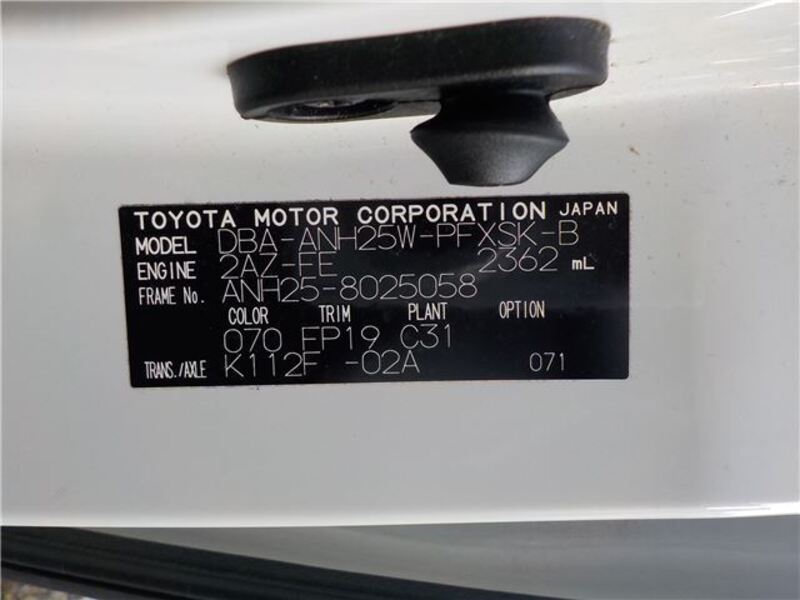 TOYOTA MOTOR CORPORATION JAPAN
MODEL DBA-ANH25W-PFXSK-B
ENGINE 2AZ-FE 2362 mL
FRAME No. ANH25-8025058
COLOR TRIM PLANT OPTION
070 FP19 C31
TRANS./AXLE K112F -02A 071